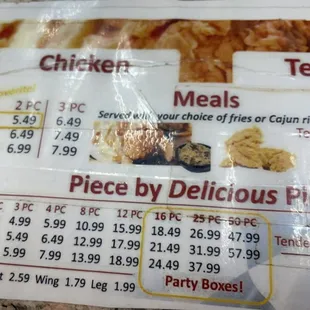 Chicken
Te
Meals
Served with your choice of fries or Cajun ri
2 PC 3 PC
5.49 6.49
6.49 7.49
6.99 7.99
Te
Piece by Delicious Pi
3 PC 4 PC 8 PC 12 PC 16 PC 25 PC 50 PC
4.99 5.99 10.99 15.99 18.49 26.99 47.99
5.49 6.49 12.99 17.99 21.49 31.99 57.99
5.99 7.99 13.99 18.99 24.49 37.99
Tende
2.59 Wing 1.79 Leg 1.99
Party Boxes!